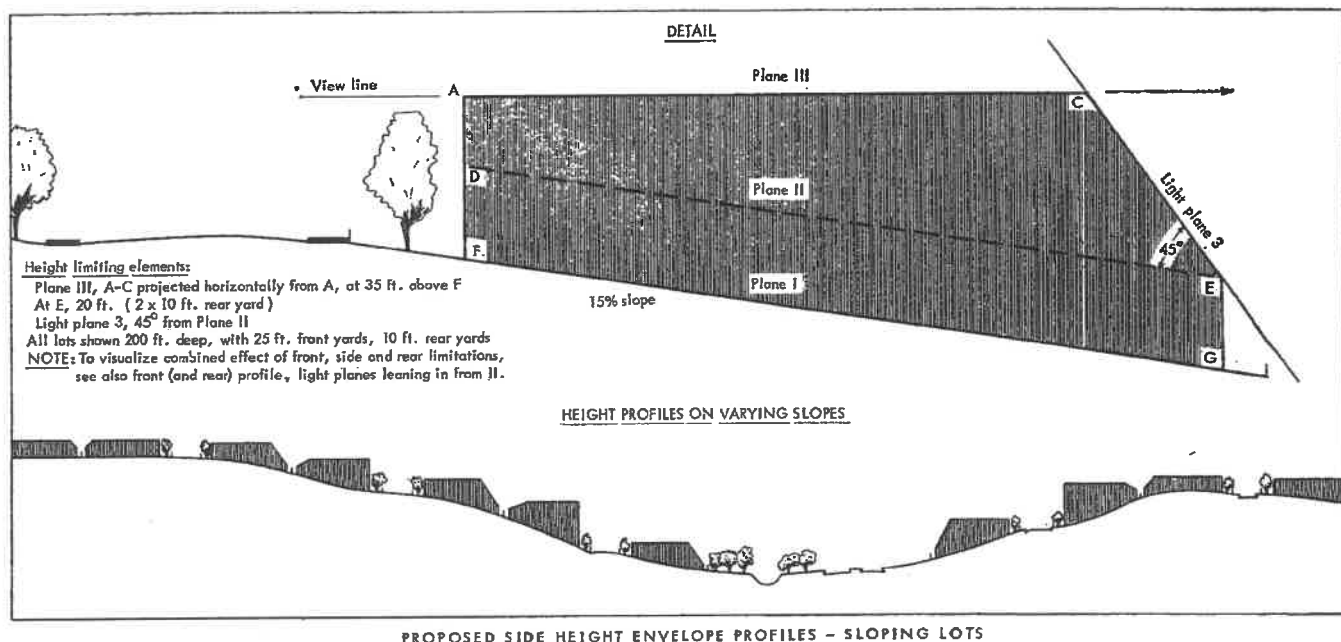 DETAIL
View line
A
Plane III
C
D
Plane II
Light plane 3
45°
E
F.
Plane I
15% slope
G
Height limiting elements:
Plane III, A-C projected horizontally from A, at 35 ft. above F
At E, 20 ft. ( 2 x 10 ft. rear yard )
Light plane 3, 45° from Plane II
All lots shown 200 ft. deep, with 25 ft. front yards, 10 ft. rear yards
NOTE: To visualize combined effect of front, side and rear limitations,
see also front (and rear) profile, light planes leaning in from II.
HEIGHT PROFILES ON VARYING SLOPES
PROPOSED SIDE HEIGHT ENVELOPE PROFILES – SLOPING LOTS